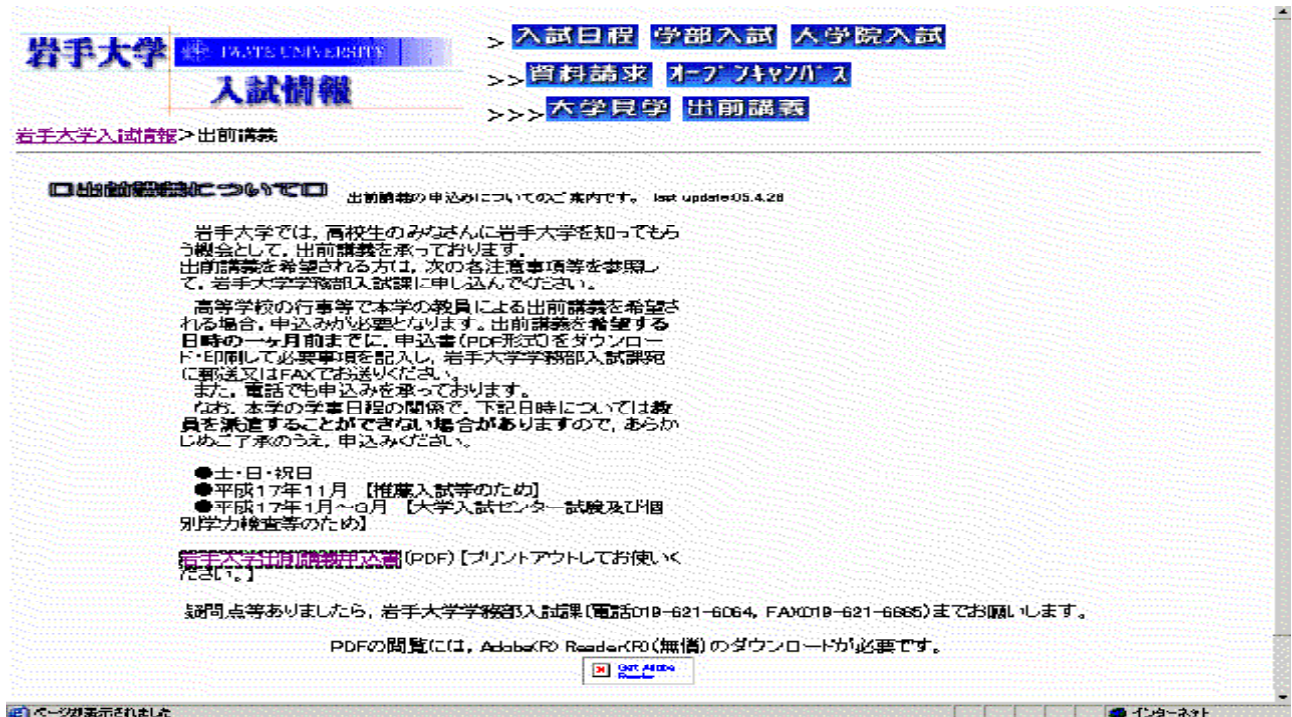 岩手大学 IWATE UNIVERSITY
入試情報
> 入試日程 学部入試 大学院入試
>> 資料請求 オープンキャンパス
>>> 大学見学 出前講義
岩手大学入試情報>出前講義
□出前講義について□ 出前講義の申込みについてのご案内です。 last update:05.4.28
岩手大学では, 高校生のみなさんに岩手大学を知ってもら
う機会として, 出前講義を承っております。
出前講義を希望される方は, 次の各注意事項等を参照し
て, 岩手大学学務部入試課に申し込んでください。
高等学校の行事等で本学の教員による出前講義を希望さ
れる場合, 申込みが必要となります。出前講義を希望する
日時の一ヶ月前までに, 申込書(PDF形式)をダウンロー
ド・印刷して必要事項を記入し, 岩手大学学務部入試課宛
に郵送又はFAXでお送りください。
また, 電話でも申込みを承っております。
なお, 本学の学事日程の関係で, 下記日時については教
員を派遣することができない場合がありますので, あらか
じめご了承のうえ, 申込みください。
●土・日・祝日
●平成17年11月 【推薦入試等のため】
●平成17年1月～3月 【大学入試センター試験及び個
別学力検査等のため】
岩手大学出前講義申込書(PDF)【プリントアウトしてお使いく
ださい。】
疑問点等ありましたら, 岩手大学学務部入試課(電話019-621-6064, FAX019-621-6665)までお願いします。
PDFの閲覧には, Adobe(R) Reader(R)(無償)のダウンロードが必要です。
Get Adobe
Reader
ページが表示されました
インターネット